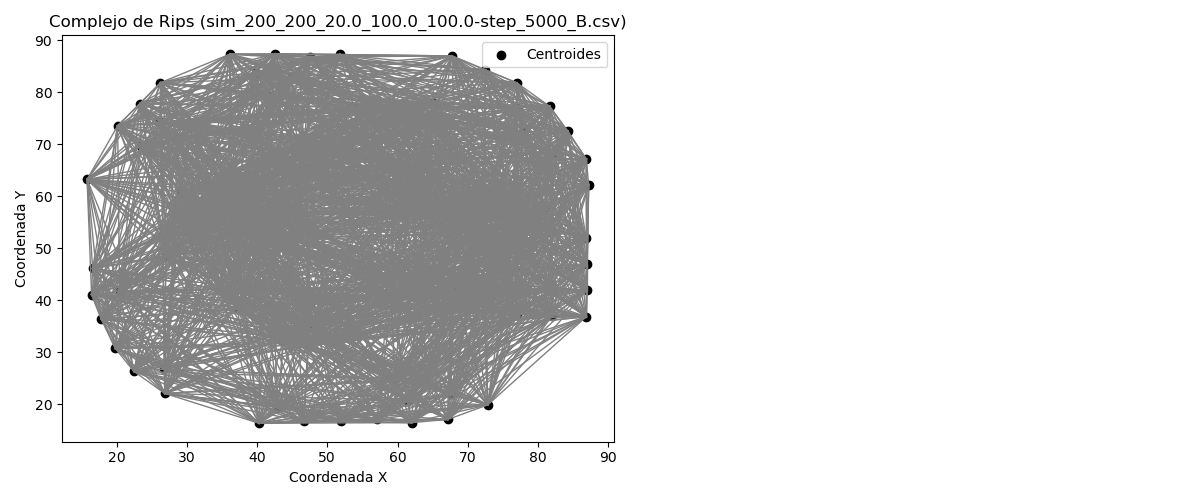 Complejo de Rips (sim_200_200_20.0_100.0_100.0-step_5000_B.csv)
90
80
70
60
50
40
30
20
Coordenada Y
Centroides
20 30 40 50 60 70 80 90
Coordenada X